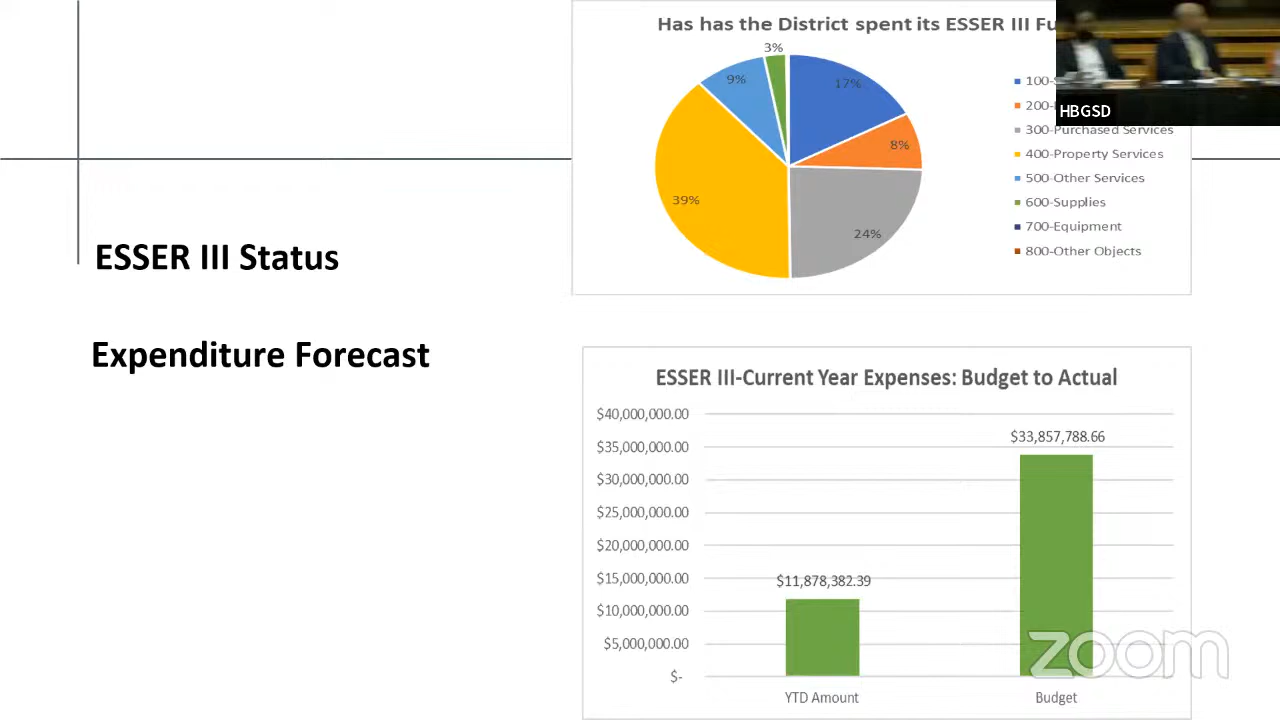 Has has the District spent its ESSER III
3%
9%
17%
8%
39%
24%
100-
200-
300-Purchased Services
400-Property Services
500-Other Services
600-Supplies
700-Equipment
800-Other Objects
HBGSD
ESSER III Status
Expenditure Forecast
ESSER III-Current Year Expenses: Budget to Actual
$40,000,000.00
$35,000,000.00
$30,000,000.00
$25,000,000.00
$20,000,000.00
$15,000,000.00
$10,000,000.00
$5,000,000.00
$-
$11,878,382.39
$33,857,788.66
YTD Amount
Budget
zoom